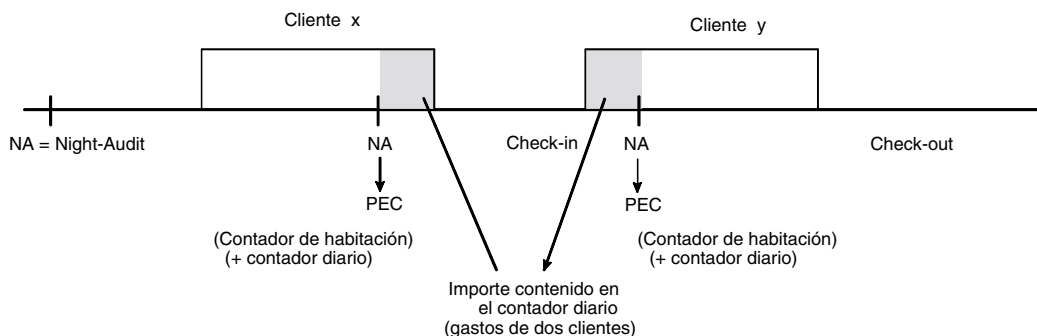 Cliente x
Cliente y
NA = Night-Audit
NA
Check-in
NA
Check-out
PEC
PEC
(Contador de habitación)
(+ contador diario)
(Contador de habitación)
(+ contador diario)
Importe contenido en
el contador diario
(gastos de dos clientes)